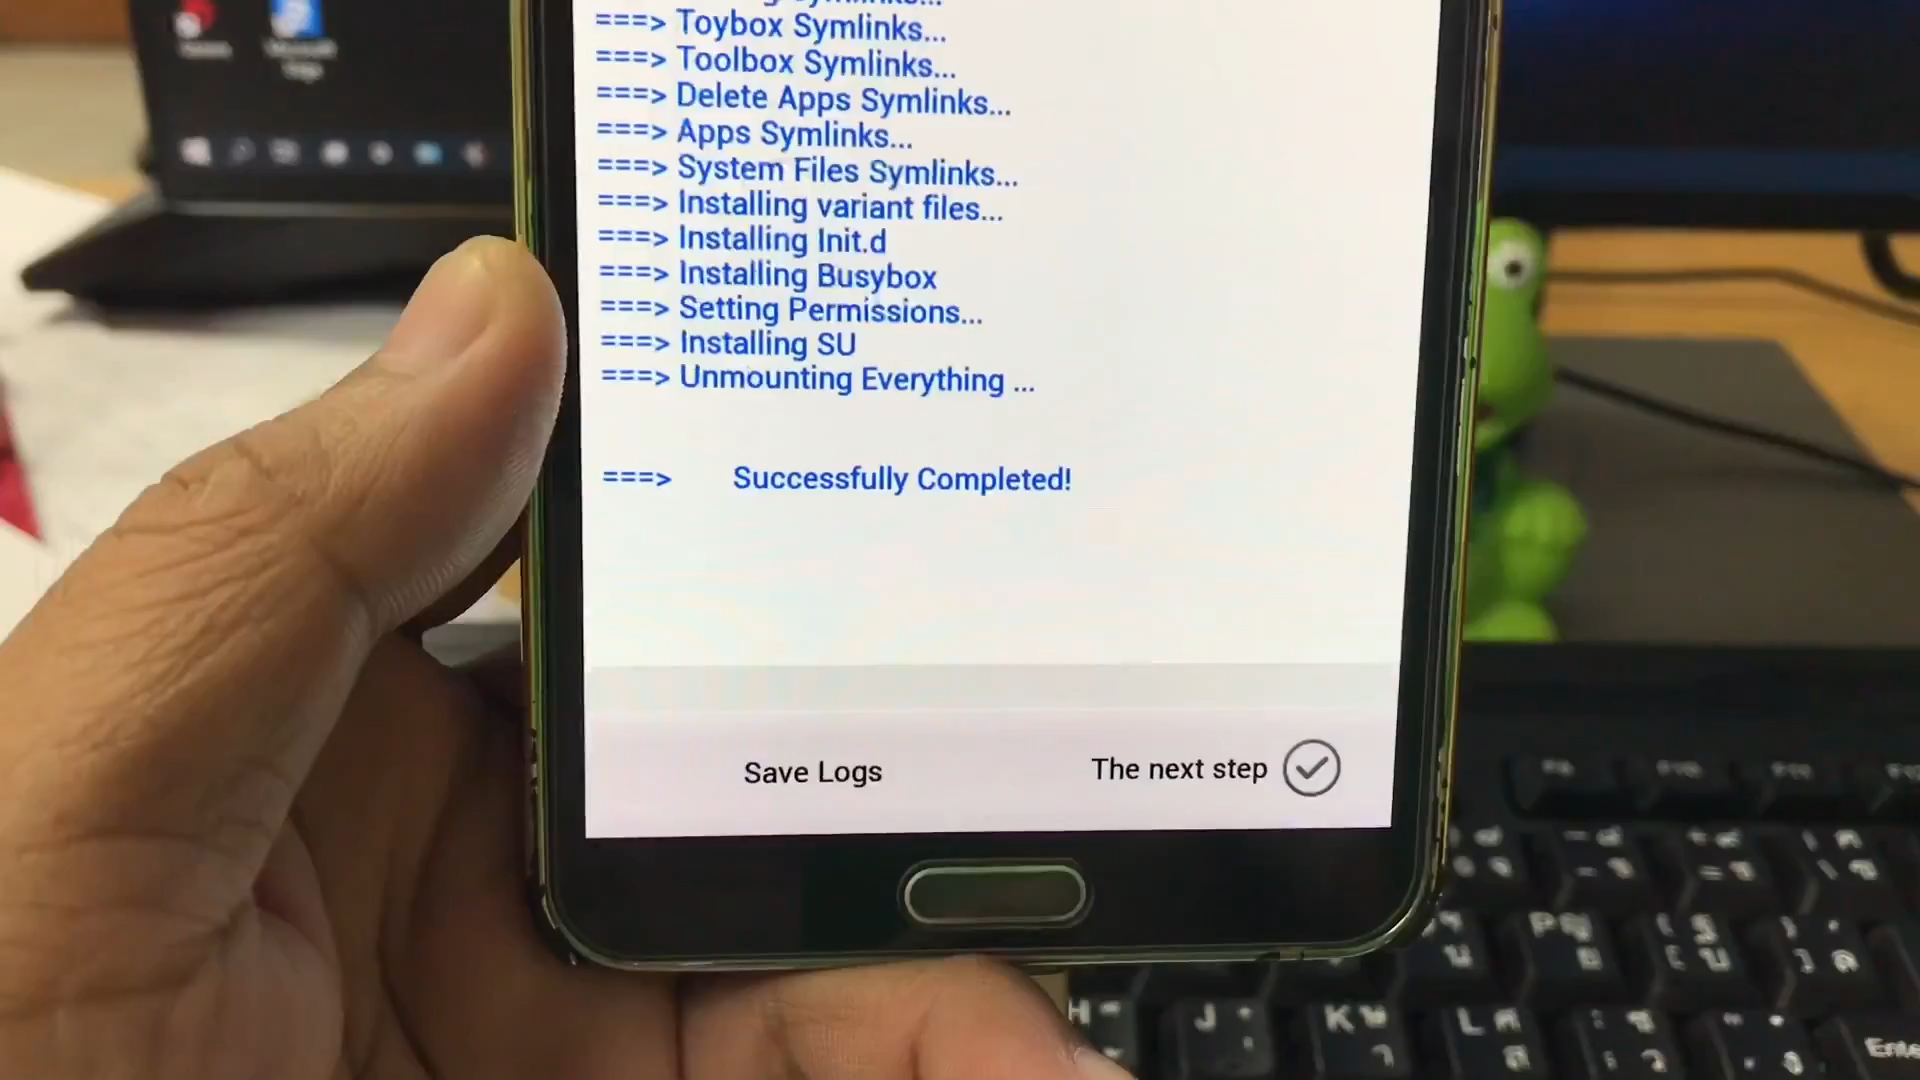 ===> Toybox Symlinks...
===> Toolbox Symlinks...
===> Delete Apps Symlinks...
===> Apps Symlinks...
===> System Files Symlinks...
===> Installing variant files...
===> Installing Init.d
===> Installing Busybox
===> Setting Permissions...
===> Installing SU
===> Unmounting Everything ...
===> Successfully Completed!
Save Logs
The next step
P
H
J
K
L